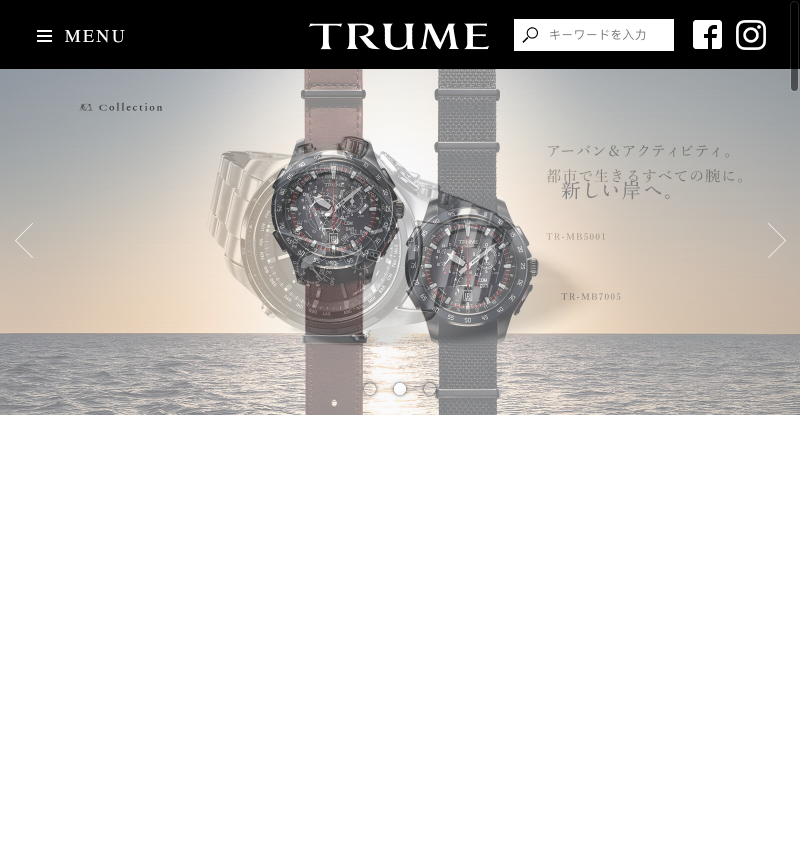 MENU
TRUME
キーワードを入力
Collection
アーバン＆アクティビティ。
都市で生きるすべての腕に。
新しい岸へ。
TR-MB5001
TR-MB7005